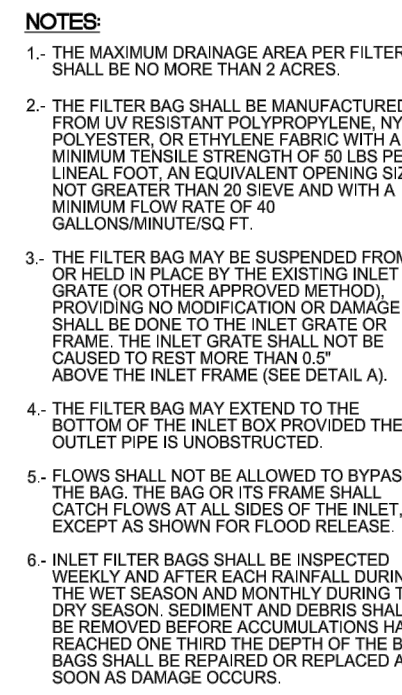 NOTES:
1.- THE MAXIMUM DRAINAGE AREA PER FILTER
SHALL BE NO MORE THAN 2 ACRES.
2.- THE FILTER BAG SHALL BE MANUFACTURED
FROM UV RESISTANT POLYPROPYLENE, NY
POLYESTER, OR ETHYLENE FABRIC WITH A
MINIMUM TENSILE STRENGTH OF 50 LBS PE
LINEAL FOOT, AN EQUIVALENT OPENING SIZ
NOT GREATER THAN 20 SIEVE AND WITH A
MINIMUM FLOW RATE OF 40
GALLONS/MINUTE/SQ FT.
3.- THE FILTER BAG MAY BE SUSPENDED FROM
OR HELD IN PLACE BY THE EXISTING INLET
GRATE (OR OTHER APPROVED METHOD),
PROVIDING NO MODIFICATION OR DAMAGE
SHALL BE DONE TO THE INLET GRATE OR
FRAME. THE INLET GRATE SHALL NOT BE
CAUSED TO REST MORE THAN 0.5"
ABOVE THE INLET FRAME (SEE DETAIL A).
4.- THE FILTER BAG MAY EXTEND TO THE
BOTTOM OF THE INLET BOX PROVIDED THE
OUTLET PIPE IS UNOBSTRUCTED.
5.- FLOWS SHALL NOT BE ALLOWED TO BYPAS
THE BAG. THE BAG OR ITS FRAME SHALL
CATCH FLOWS AT ALL SIDES OF THE INLET,
EXCEPT AS SHOWN FOR FLOOD RELEASE.
6.- INLET FILTER BAGS SHALL BE INSPECTED
WEEKLY AND AFTER EACH RAINFALL DURIN
THE WET SEASON AND MONTHLY DURING T
DRY SEASON. SEDIMENT AND DEBRIS SHAL
BE REMOVED BEFORE ACCUMULATIONS HA
REACHED ONE THIRD THE DEPTH OF THE B
BAGS SHALL BE REPAIRED OR REPLACED A
SOON AS DAMAGE OCCURS.